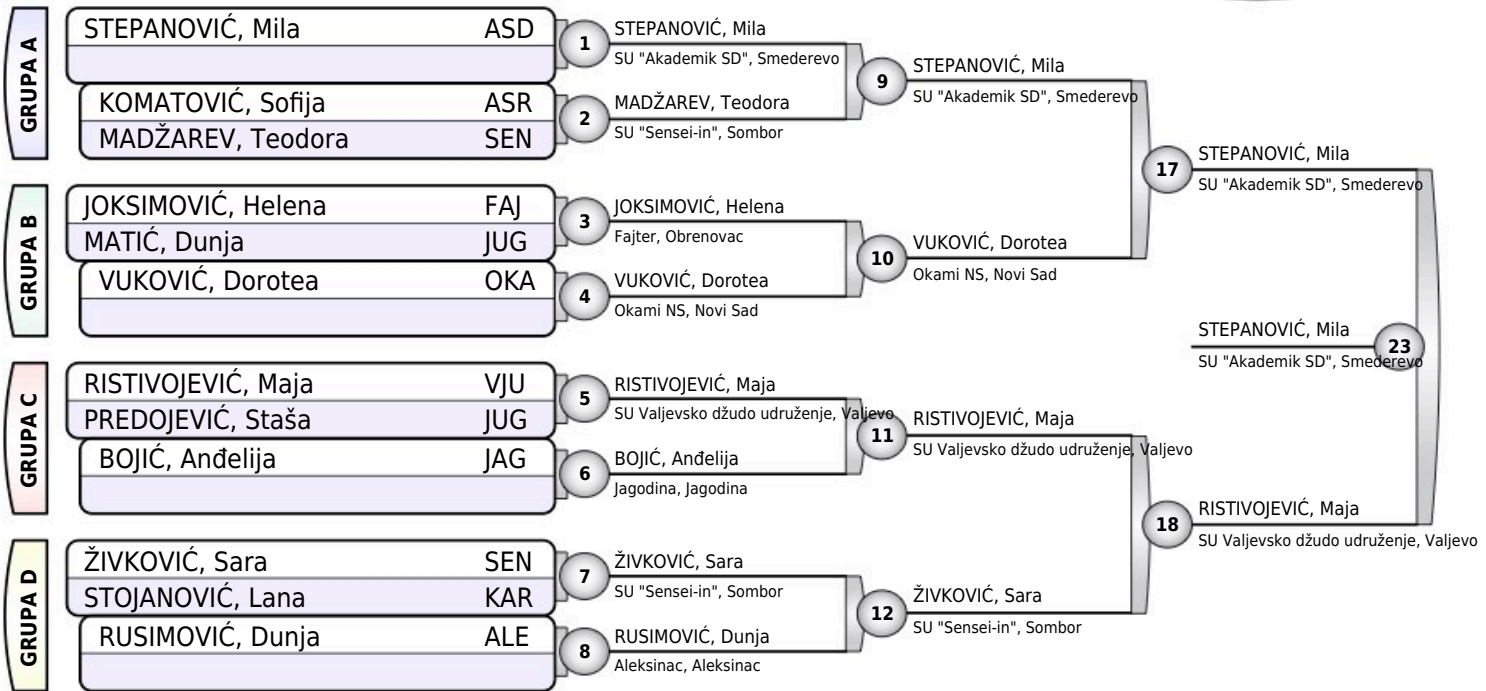 GRUPA A
STEPANOVIĆ, Mila ASD
KOMATOVIĆ, Sofija ASR
MADŽAREV, Teodora SEN
GRUPA B
JOKSIMOVIĆ, Helena FAJ
MATIĆ, Dunja JUG
VUKOVIĆ, Dorotea OKA
GRUPA C
RISTIVOJEVIĆ, Maja VJU
PREDOJEVIĆ, Staša JUG
BOJIĆ, Anđelija JAG
GRUPA D
ŽIVKOVIĆ, Sara SEN
STOJANOVIĆ, Lana KAR
RUSIMOVIĆ, Dunja ALE
1
STEPANOVIĆ, Mila
SU "Akademik SD", Smederevo
2
MADŽAREV, Teodora
SU "Sensei-in", Sombor
3
JOKSIMOVIĆ, Helena
Fajter, Obrenovac
4
VUKOVIĆ, Dorotea
Okami NS, Novi Sad
5
RISTIVOJEVIĆ, Maja
SU Valjevsko džudo udruženje, Valjevo
6
BOJIĆ, Anđelija
Jagodina, Jagodina
7
ŽIVKOVIĆ, Sara
SU "Sensei-in", Sombor
8
RUSIMOVIĆ, Dunja
Aleksinac, Aleksinac
9
STEPANOVIĆ, Mila
SU "Akademik SD", Smederevo
10
VUKOVIĆ, Dorotea
Okami NS, Novi Sad
11
RISTIVOJEVIĆ, Maja
SU Valjevsko džudo udruženje, Valjevo
12
ŽIVKOVIĆ, Sara
SU "Sensei-in", Sombor
17
STEPANOVIĆ, Mila
SU "Akademik SD", Smederevo
18
RISTIVOJEVIĆ, Maja
SU Valjevsko džudo udruženje, Valjevo
STEPANOVIĆ, Mila
SU "Akademik SD", Smederevo
23